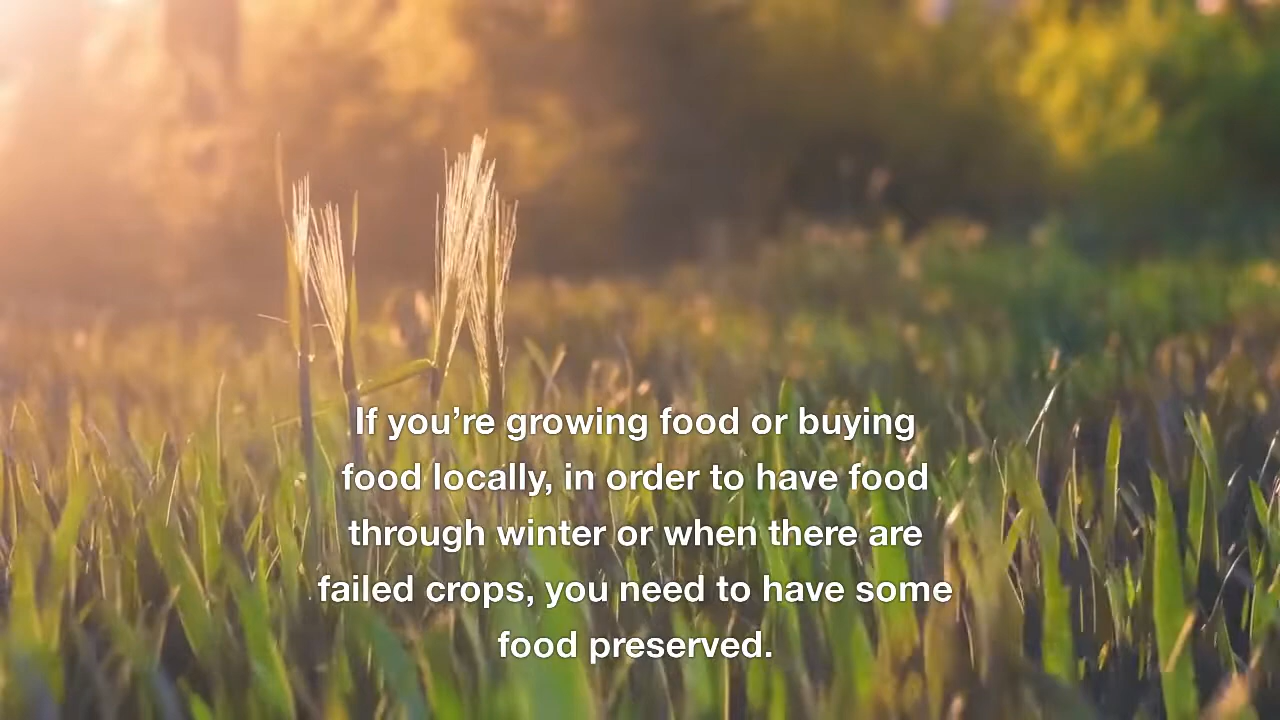 If you’re growing food or buying
food locally, in order to have food
through winter or when there are
failed crops, you need to have some
food preserved.